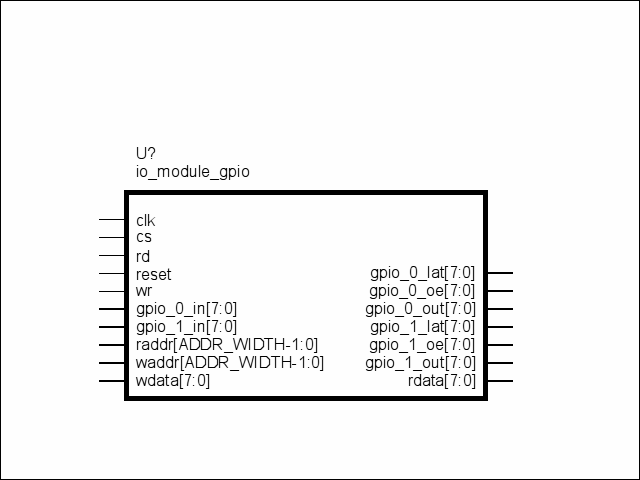 U?
io_module_gpio
clk
cs
rd
reset
wr
gpio_0_in[7:0]
gpio_1_in[7:0]
raddr[ADDR_WIDTH-1:0]
waddr[ADDR_WIDTH-1:0]
wdata[7:0]
gpio_0_lat[7:0]
gpio_0_oe[7:0]
gpio_0_out[7:0]
gpio_1_lat[7:0]
gpio_1_oe[7:0]
gpio_1_out[7:0]
rdata[7:0]